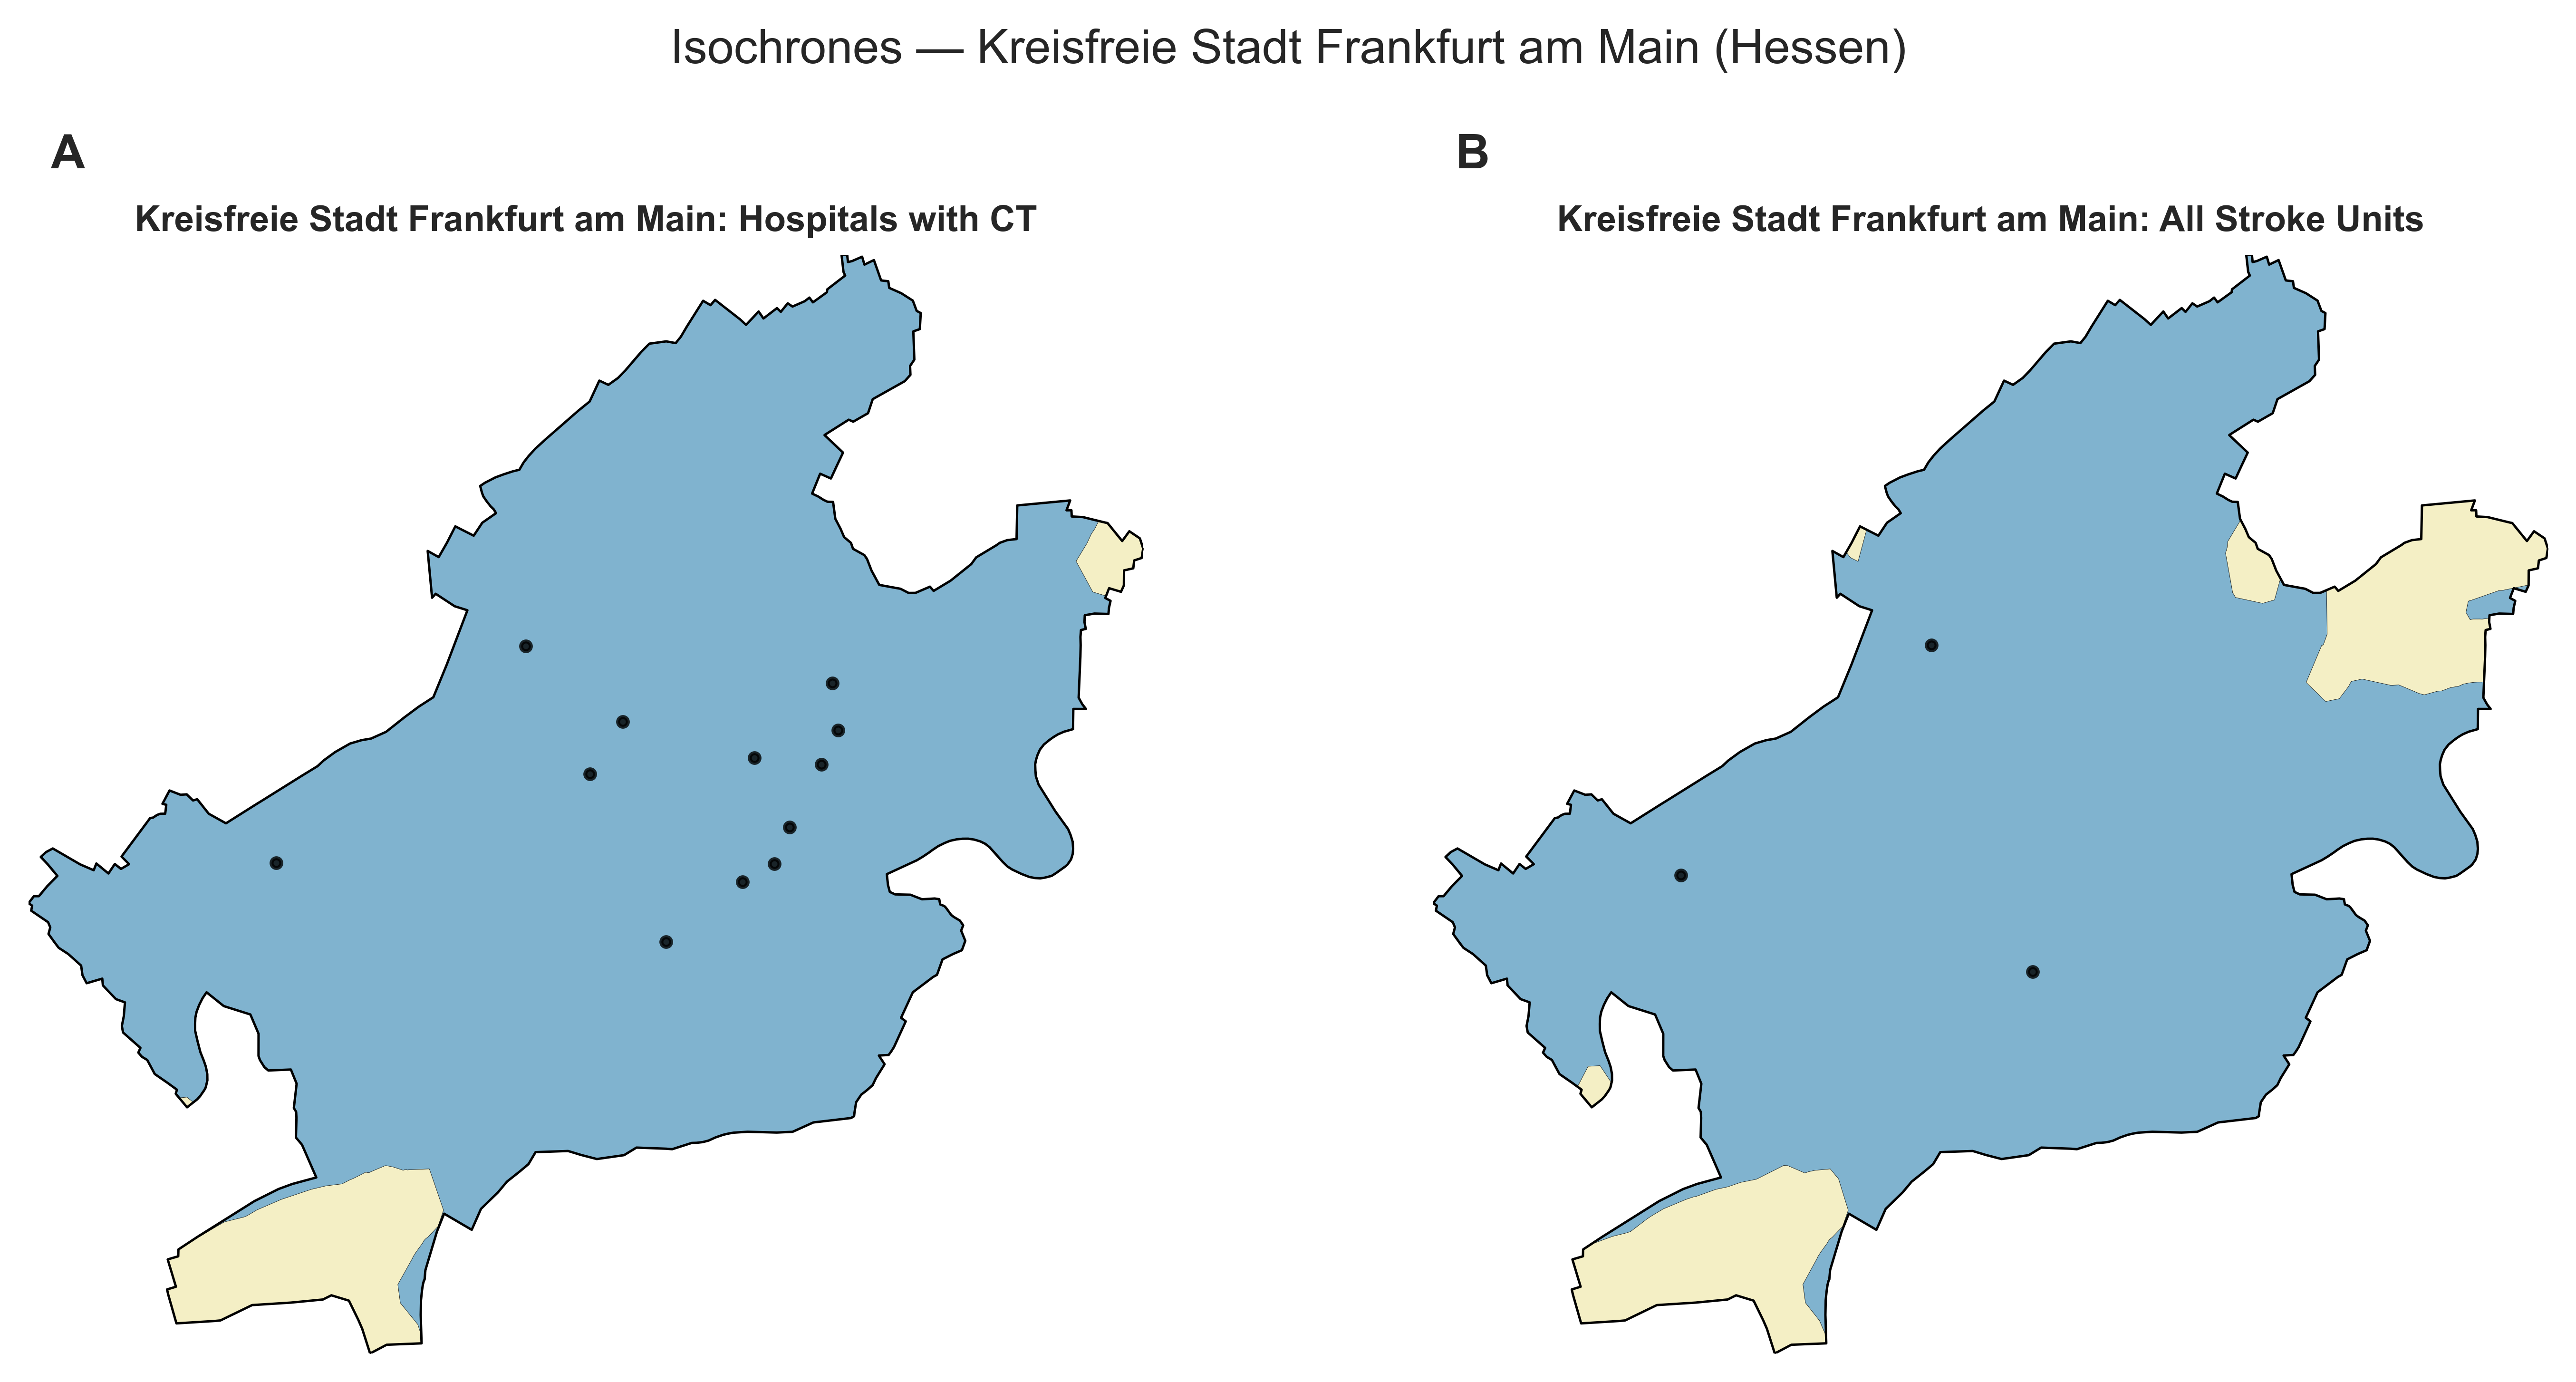 Isochrones — Kreisfreie Stadt Frankfurt am Main (Hessen)
A
Kreisfreie Stadt Frankfurt am Main: Hospitals with CT
B
Kreisfreie Stadt Frankfurt am Main: All Stroke Units